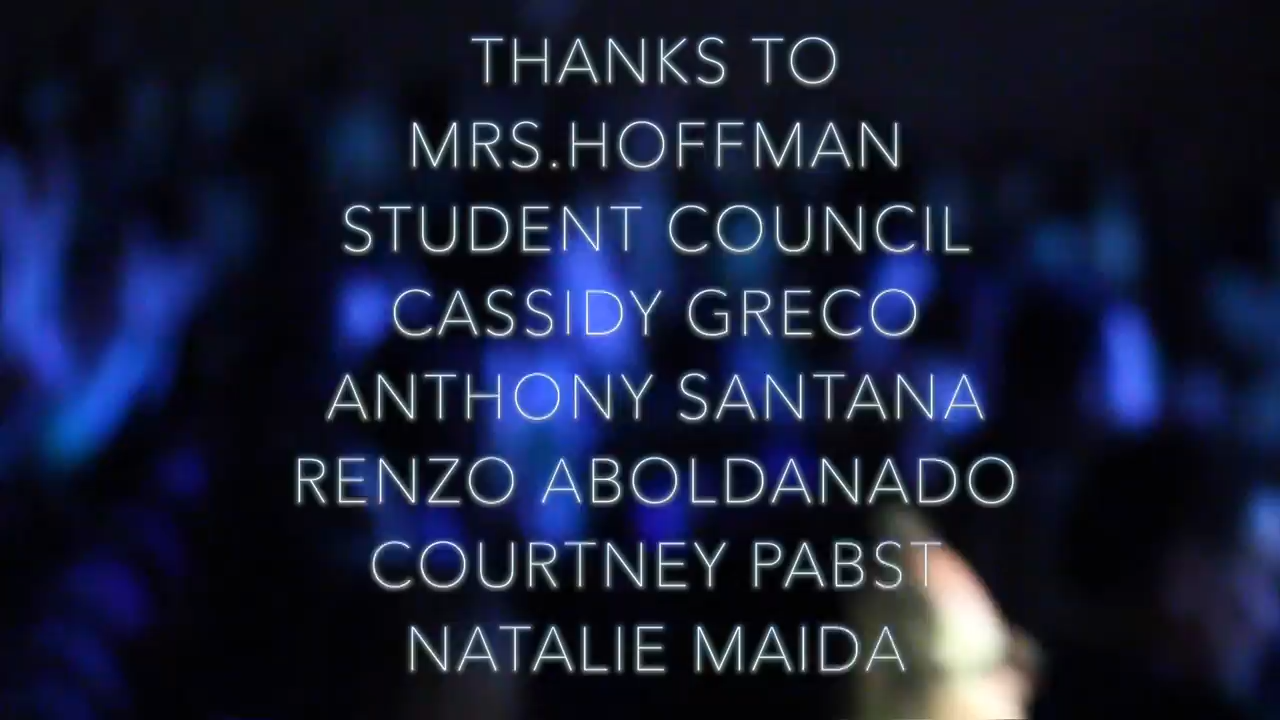 THANKS TO
MRS.HOFFMAN
STUDENT COUNCIL
CASSIDY GRECO
ANTHONY SANTANA
RENZO ABOLDANADO
COURTNEY PABST
NATALIE MAIDA